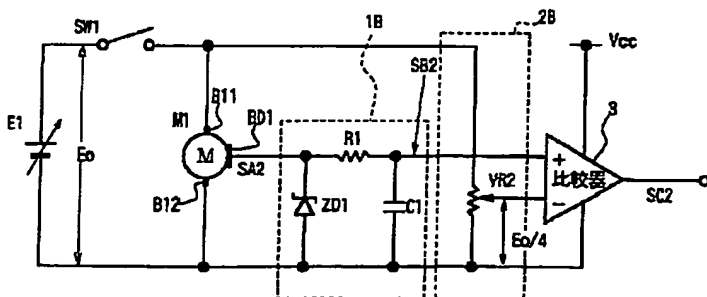 1B
2B
SW1
SB2
Vcc
B11
BD1
M1
E1
Eo
M
R1
3
SA2
VR2
+
比較器
−
SC2
B12
ZD1
C1
Eo/4